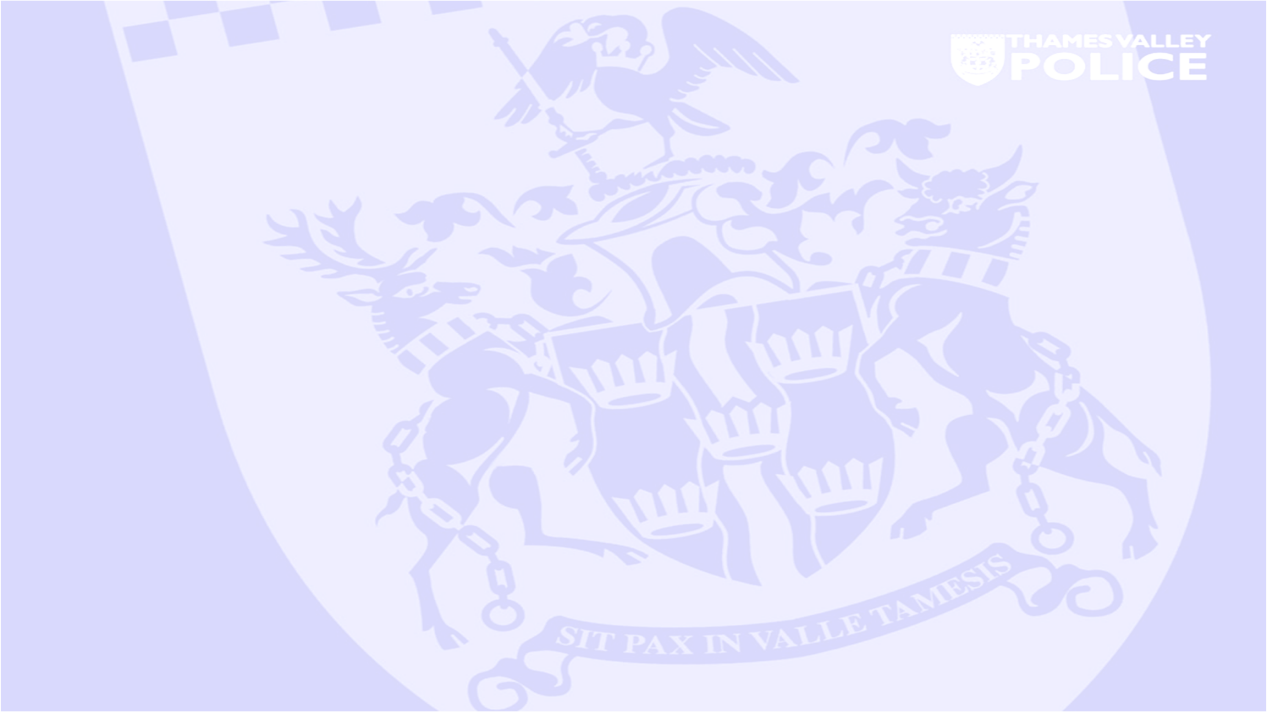 THAMES VALLEY
POLICE
SIT PAX IN VALLE TAMESIS